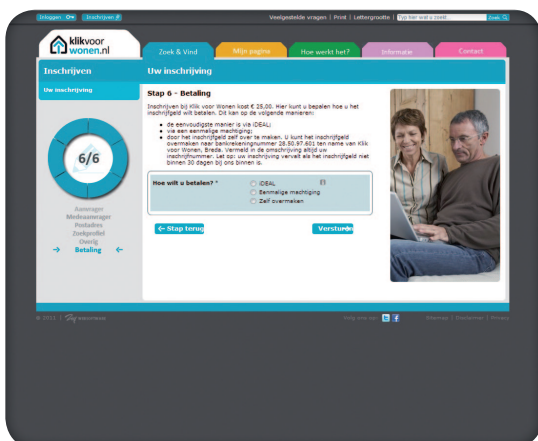 Inloggen Inschrijven
Veelgestelde vragen | Print | Lettergrootte Typ hier wat u zoekt... Zoek
klikvoor
wonen.nl
Zoek & Vind Mijn pagina Hoe werkt het? Informatie Contact
Inschrijven Uw inschrijving
Uw inschrijving
Stap 6 - Betaling
Inschrijven bij Klik voor Wonen kost € 25,00. Hier kunt u bepalen hoe u het
inschrijfgeld wilt betalen. Dit kan op de volgende manieren:
● de eenvoudigste manier is via iDEAL;
● via een eenmalige machtiging;
● door het inschrijfgeld zelf over te maken. U kunt het inschrijfgeld
overmaken naar bankrekeningnummer 28.50.97.601 ten name van Klik
voor Wonen, Breda. Vermeld in de omschrijving altijd uw
inschrijfnummer. Let op: uw inschrijving vervalt als het inschrijfgeld niet
binnen 30 dagen bij ons binnen is.
6/6
Hoe wilt u betalen? * iDEAL
Eenmalige machtiging
Zelf overmaken
Aanvrager
Medeaanvrager
Postadres
Zoekprofiel
Overig
→ Betaling ←
← Stap terug Versturen
© 2011 |
Volg ons op: Sitemap | Disclaimer | Privacy